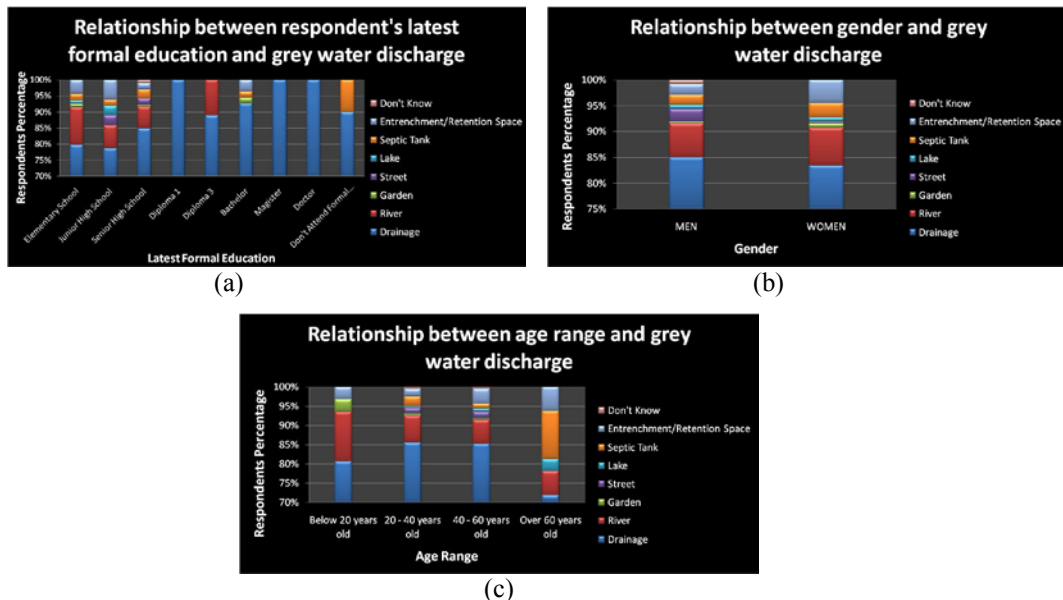 Relationship between respondent's latest
formal education and grey water discharge
Respondents Percentage
100%
95%
90%
85%
80%
75%
70%
Elementary School
Junior High School
Senior High School
Diploma 1
Diploma 3
Bachelor
Magister
Doctor
Don't Attend Formal...
Latest Formal Education
Don't Know
Entrenchment/Retention Space
Septic Tank
Lake
Street
Garden
River
Drainage
(a)
Relationship between gender and grey
water discharge
Respondents Percentage
100%
95%
90%
85%
80%
75%
MEN
WOMEN
Gender
Don't Know
Entrenchment/Retention Space
Septic Tank
Lake
Street
Garden
River
Drainage
(b)
Relationship between age range and grey
water discharge
Respondents Percentage
100%
95%
90%
85%
80%
75%
70%
Below 20 years
old
20 - 40 years
old
40 - 60 years
old
Over 60 years
old
Age Range
Don't Know
Entrenchment/Retention Space
Septic Tank
Lake
Street
Garden
River
Drainage
(c)